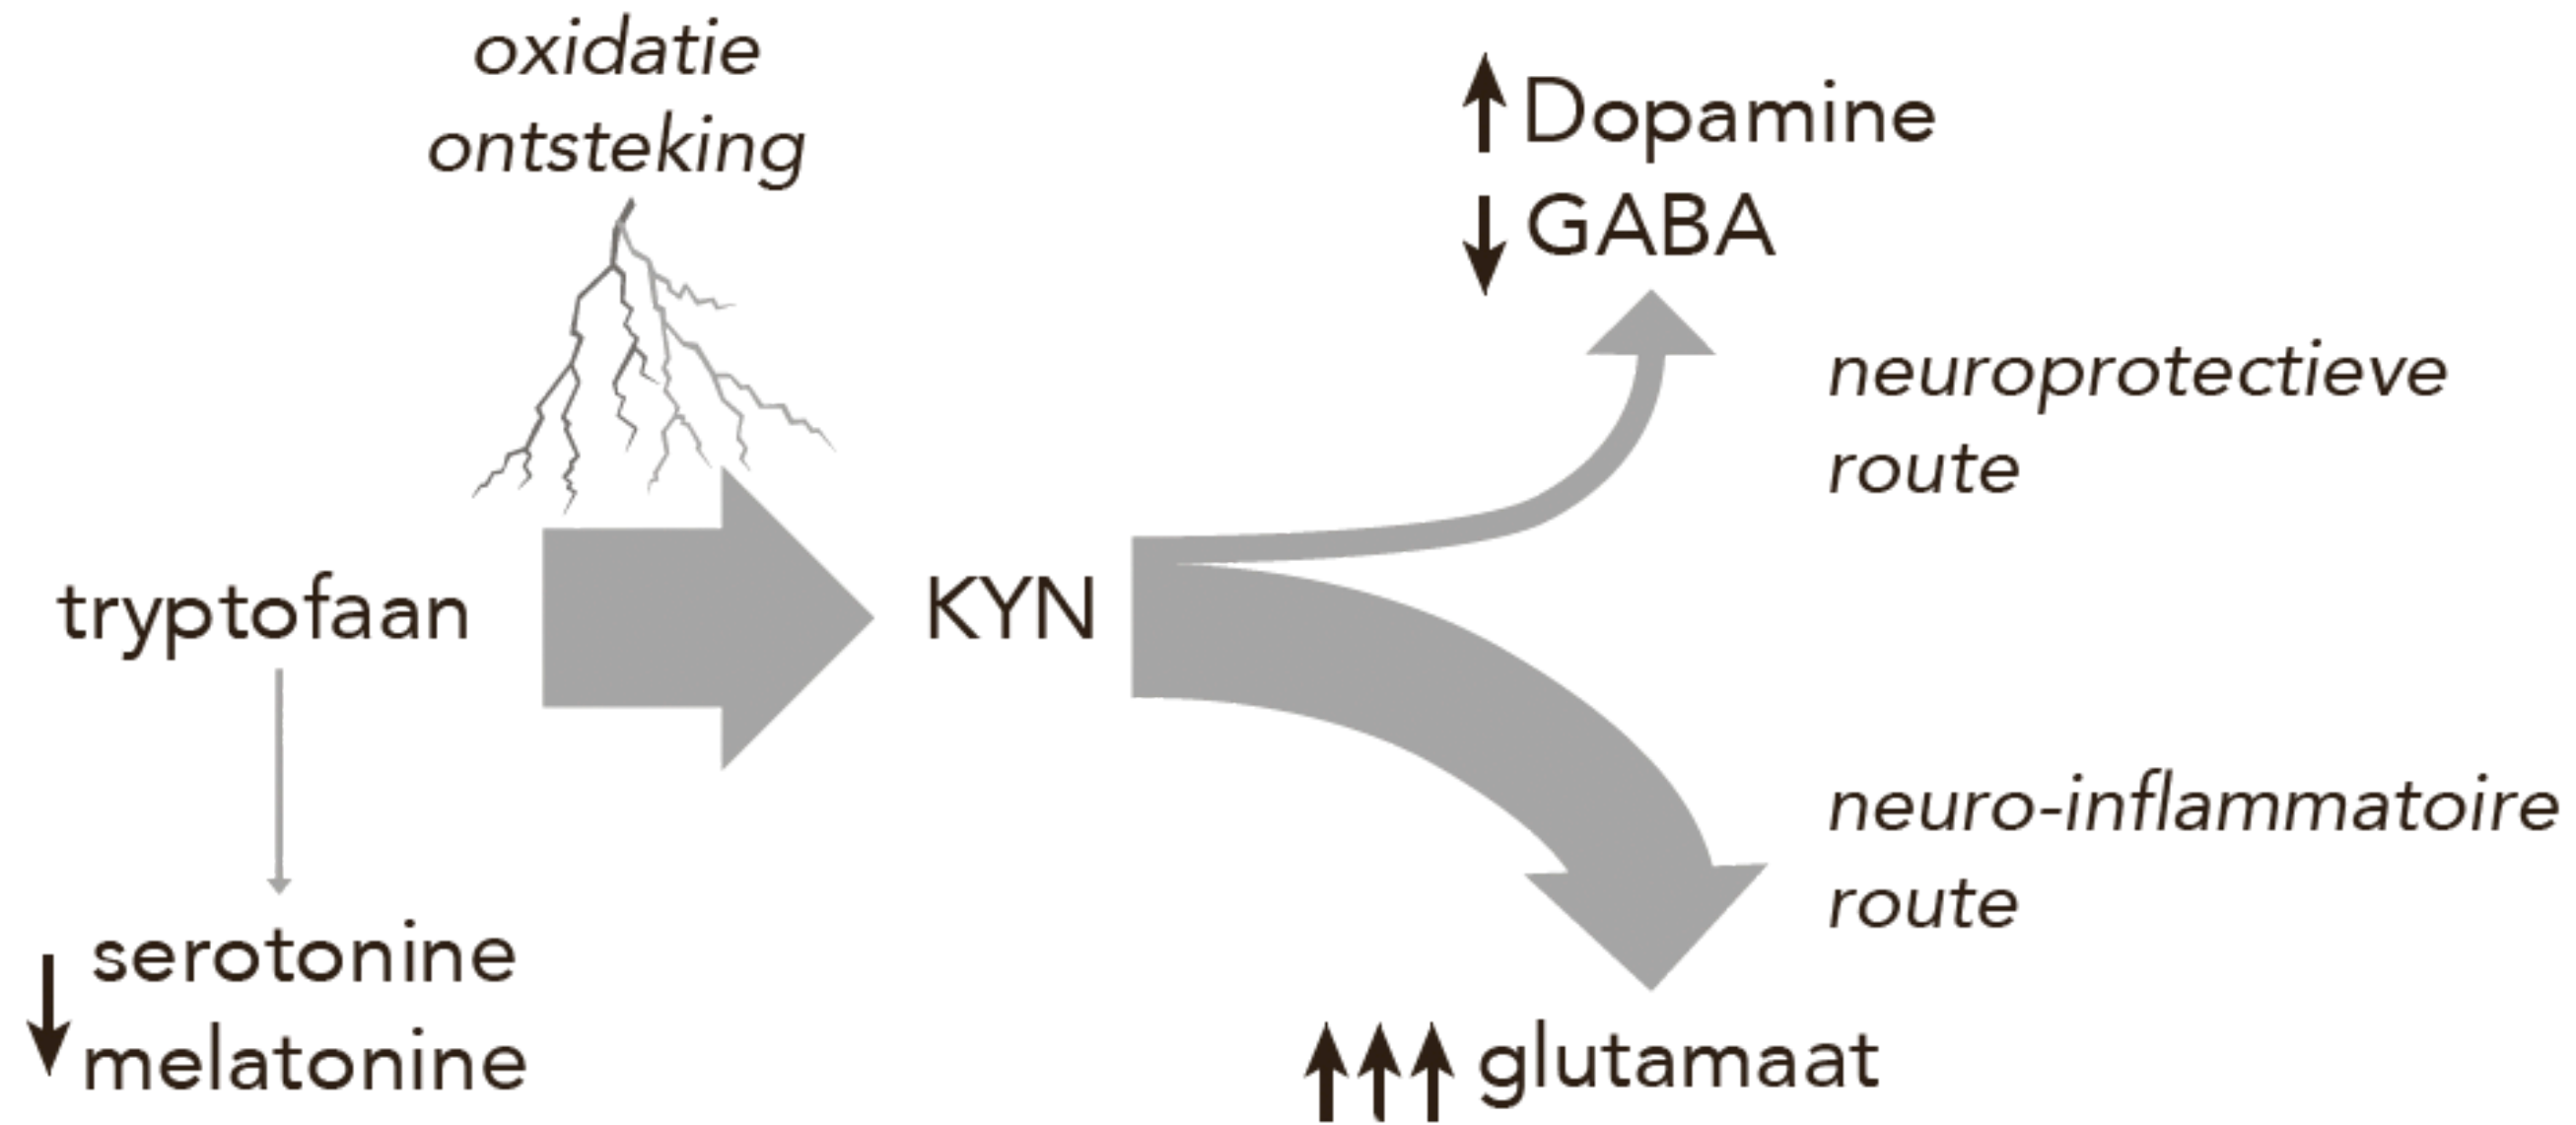 oxidatie
ontsteking
Dopamine
GABA
neuroprotectieve
route
tryptofaan
KYN
neuro-inflammatoire
route
serotonine
melatonine
glutamaat